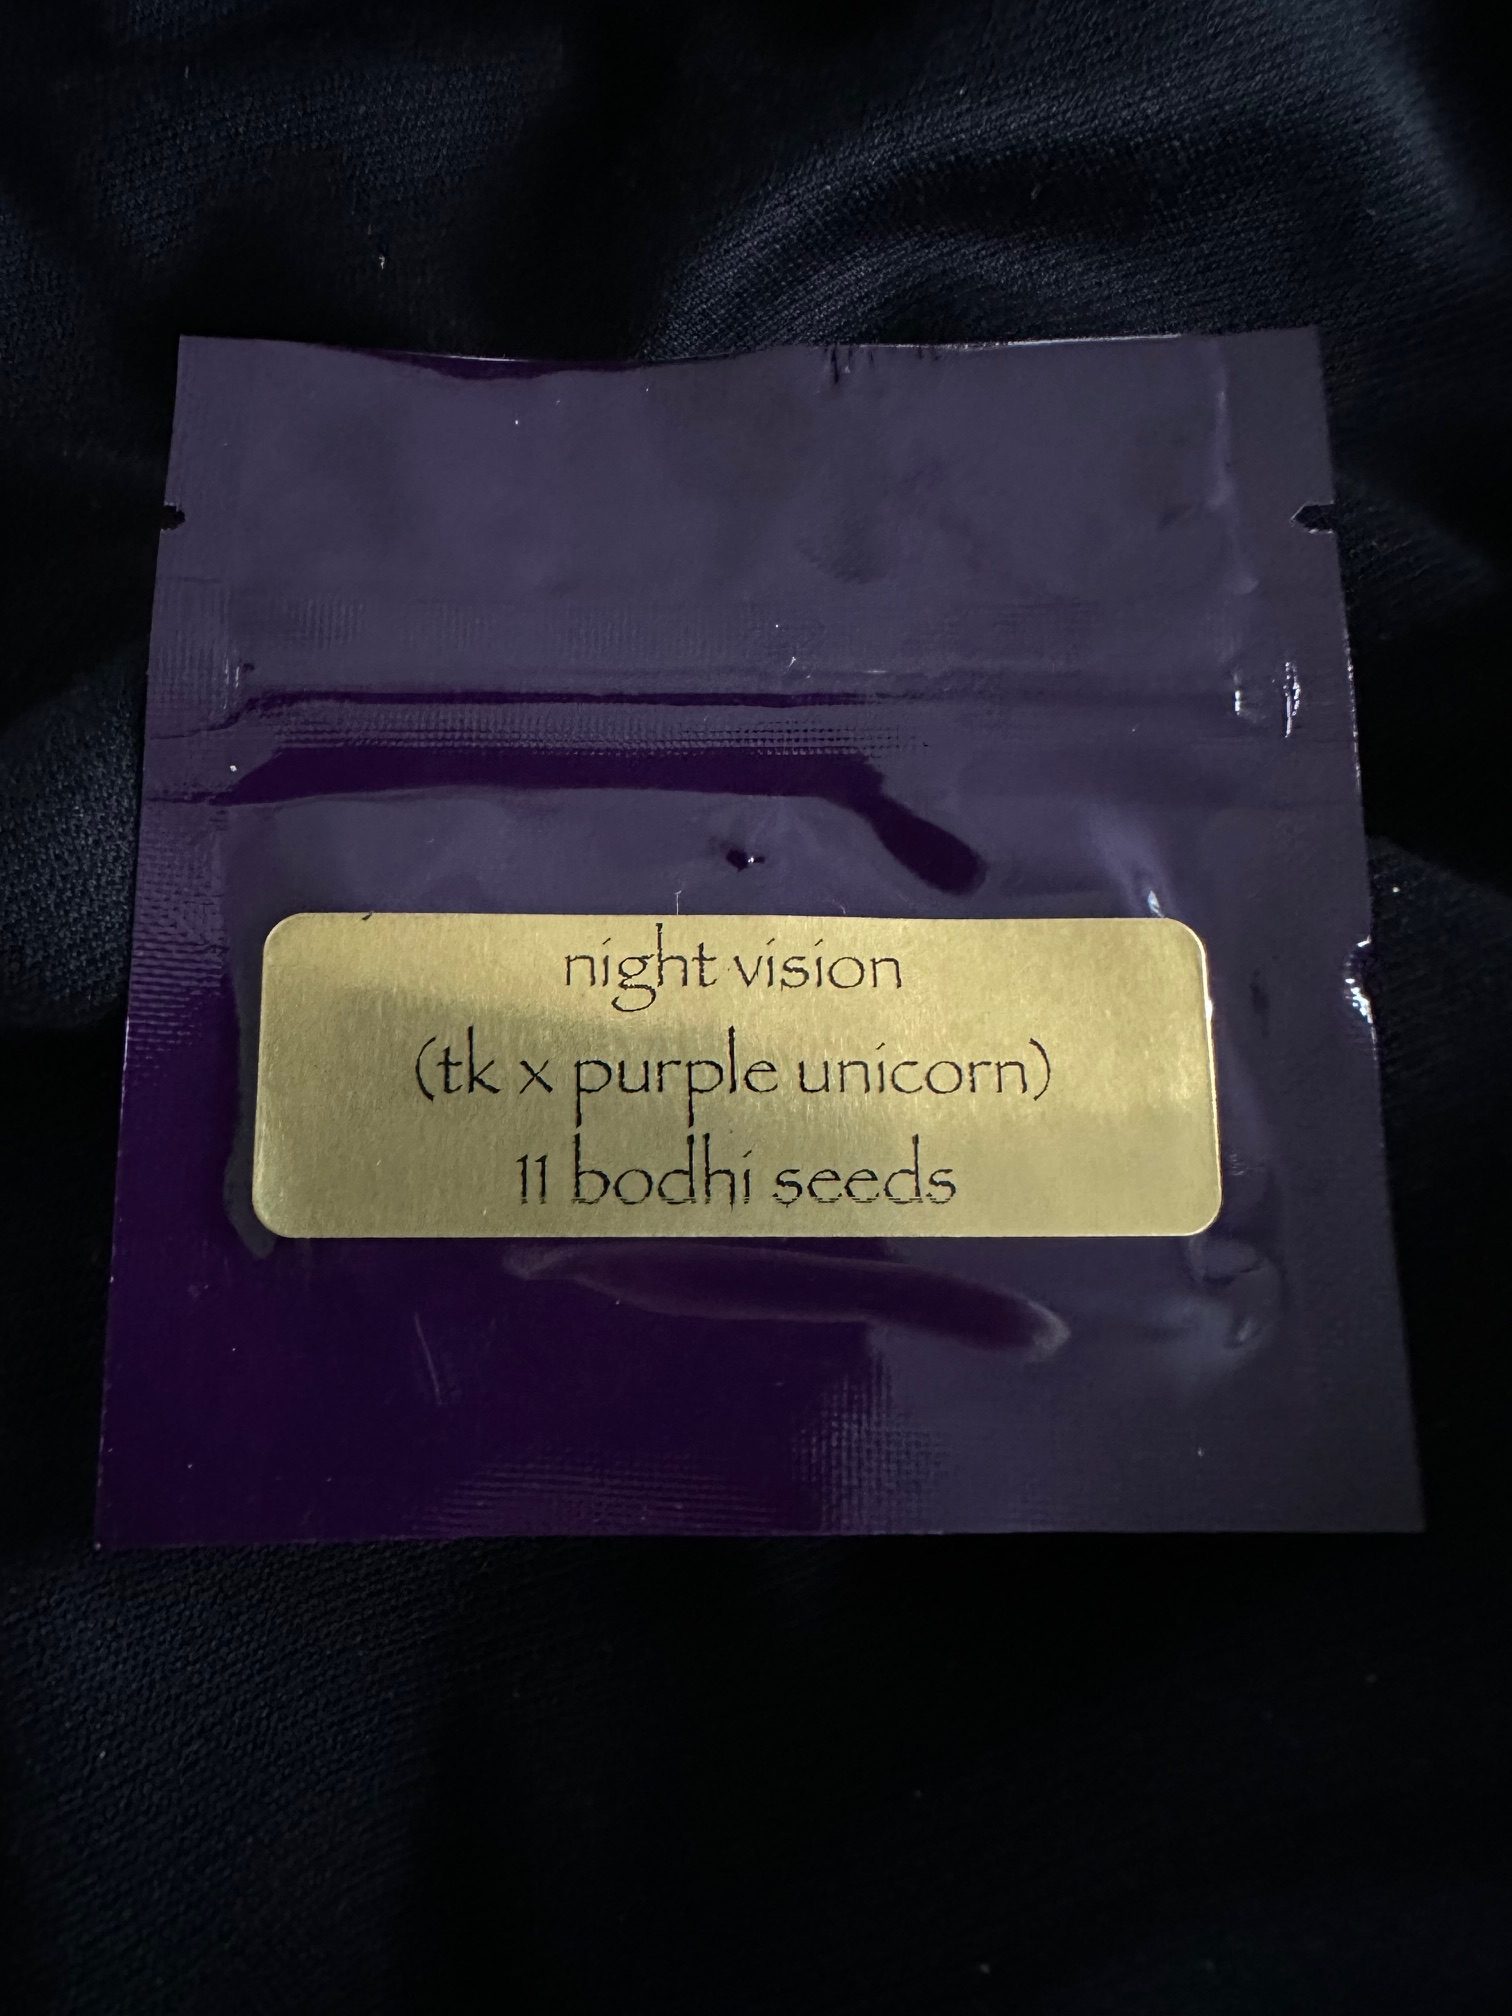 night vision
(tk x purple unicorn)
11 bodhi seeds